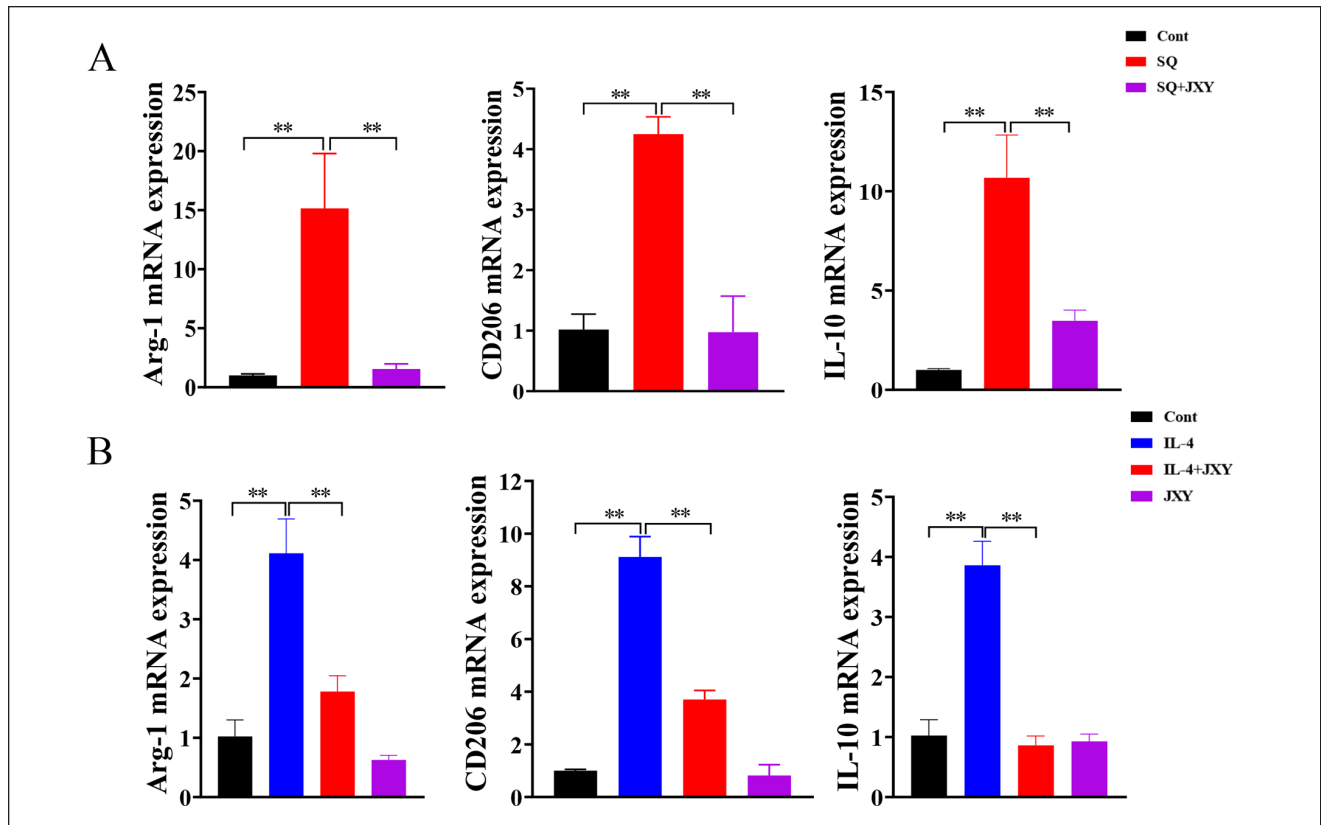 A
Cont
SQ
SQ+JXY
Arg-1 mRNA expression
25
20
15
10
5
0
** **
CD206 mRNA expression
5
4
3
2
1
0
** **
IL-10 mRNA expression
15
10
5
0
** **
B
Cont
IL-4
IL-4+JXY
JXY
Arg-1 mRNA expression
5
4
3
2
1
0
** **
CD206 mRNA expression
12
10
8
6
4
2
0
** **
IL-10 mRNA expression
5
4
3
2
1
0
** **